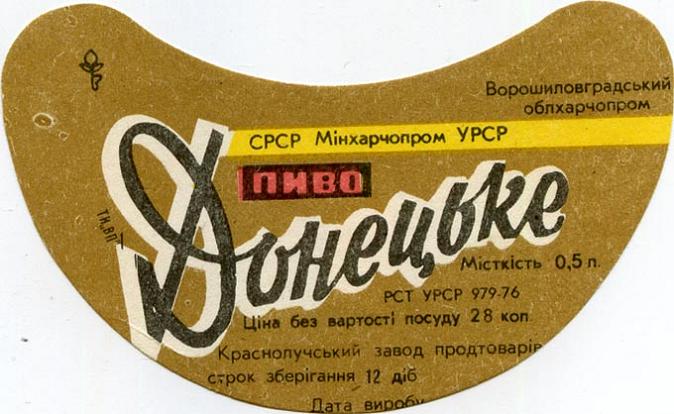 Ворошиловградський
облхарчопром
СРСР Мінхарчопром УРСР
ПИВО
Донецьке
Місткість 0,5 л.
РСТ УРСР 979-76
Ціна без вартості посуду 28 коп
Краснолучський завод продтоварів
строк зберігання 12 діб
Дата виробу